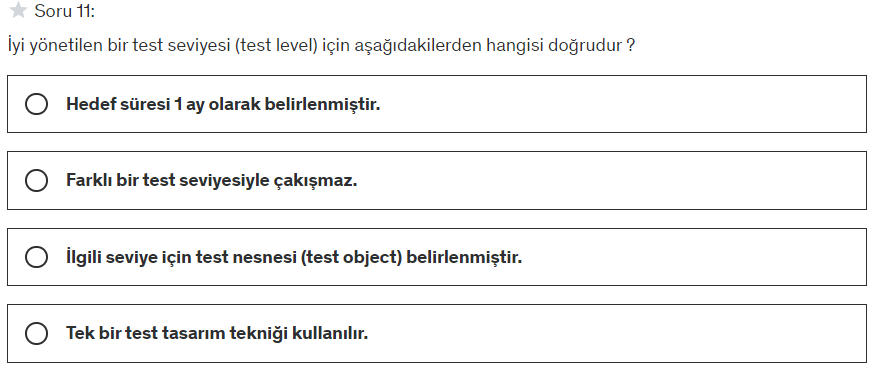 Soru 11:
İyi yönetilen bir test seviyesi (test level) için aşağıdakilerden hangisi doğrudur ?
Hedef süresi 1 ay olarak belirlenmiştir.
Farklı bir test seviyesiyle çakışmaz.
İlgili seviye için test nesnesi (test object) belirlenmiştir.
Tek bir test tasarım tekniği kullanılır.